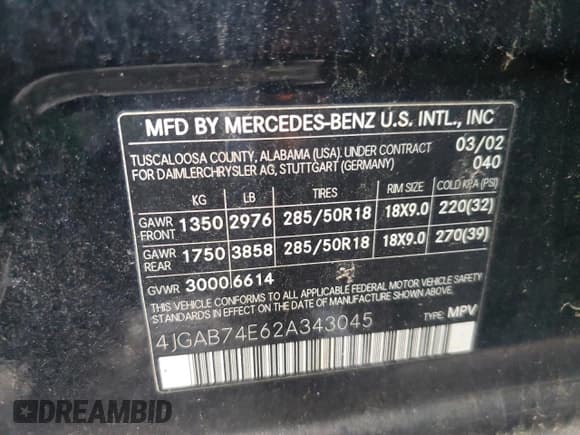 MFD BY MERCEDES-BENZ U.S. INTL., INC
TUSCALOOSA COUNTY, ALABAMA (USA). UNDER CONTRACT 03/02
FOR DAIMLERCHRYSLER AG, STUTTGART (GERMANY) 040
KG LB TIRES RIM SIZE COLD KPA (PSI)
GAWR FRONT 1350 2976 285/50R18 18X9.0 220(32)
GAWR REAR 1750 3858 285/50R18 18X9.0 270(39)
GVWR 3000 6614
THIS VEHICLE CONFORMS TO ALL APPLICABLE FEDERAL MOTOR VEHICLE SAFETY
STANDARDS IN EFFECT ON THE DATE OF MANUFACTURE SHOWN ABOVE.
4JGAB74E62A343045 TYPE: MPV
DREAMBID